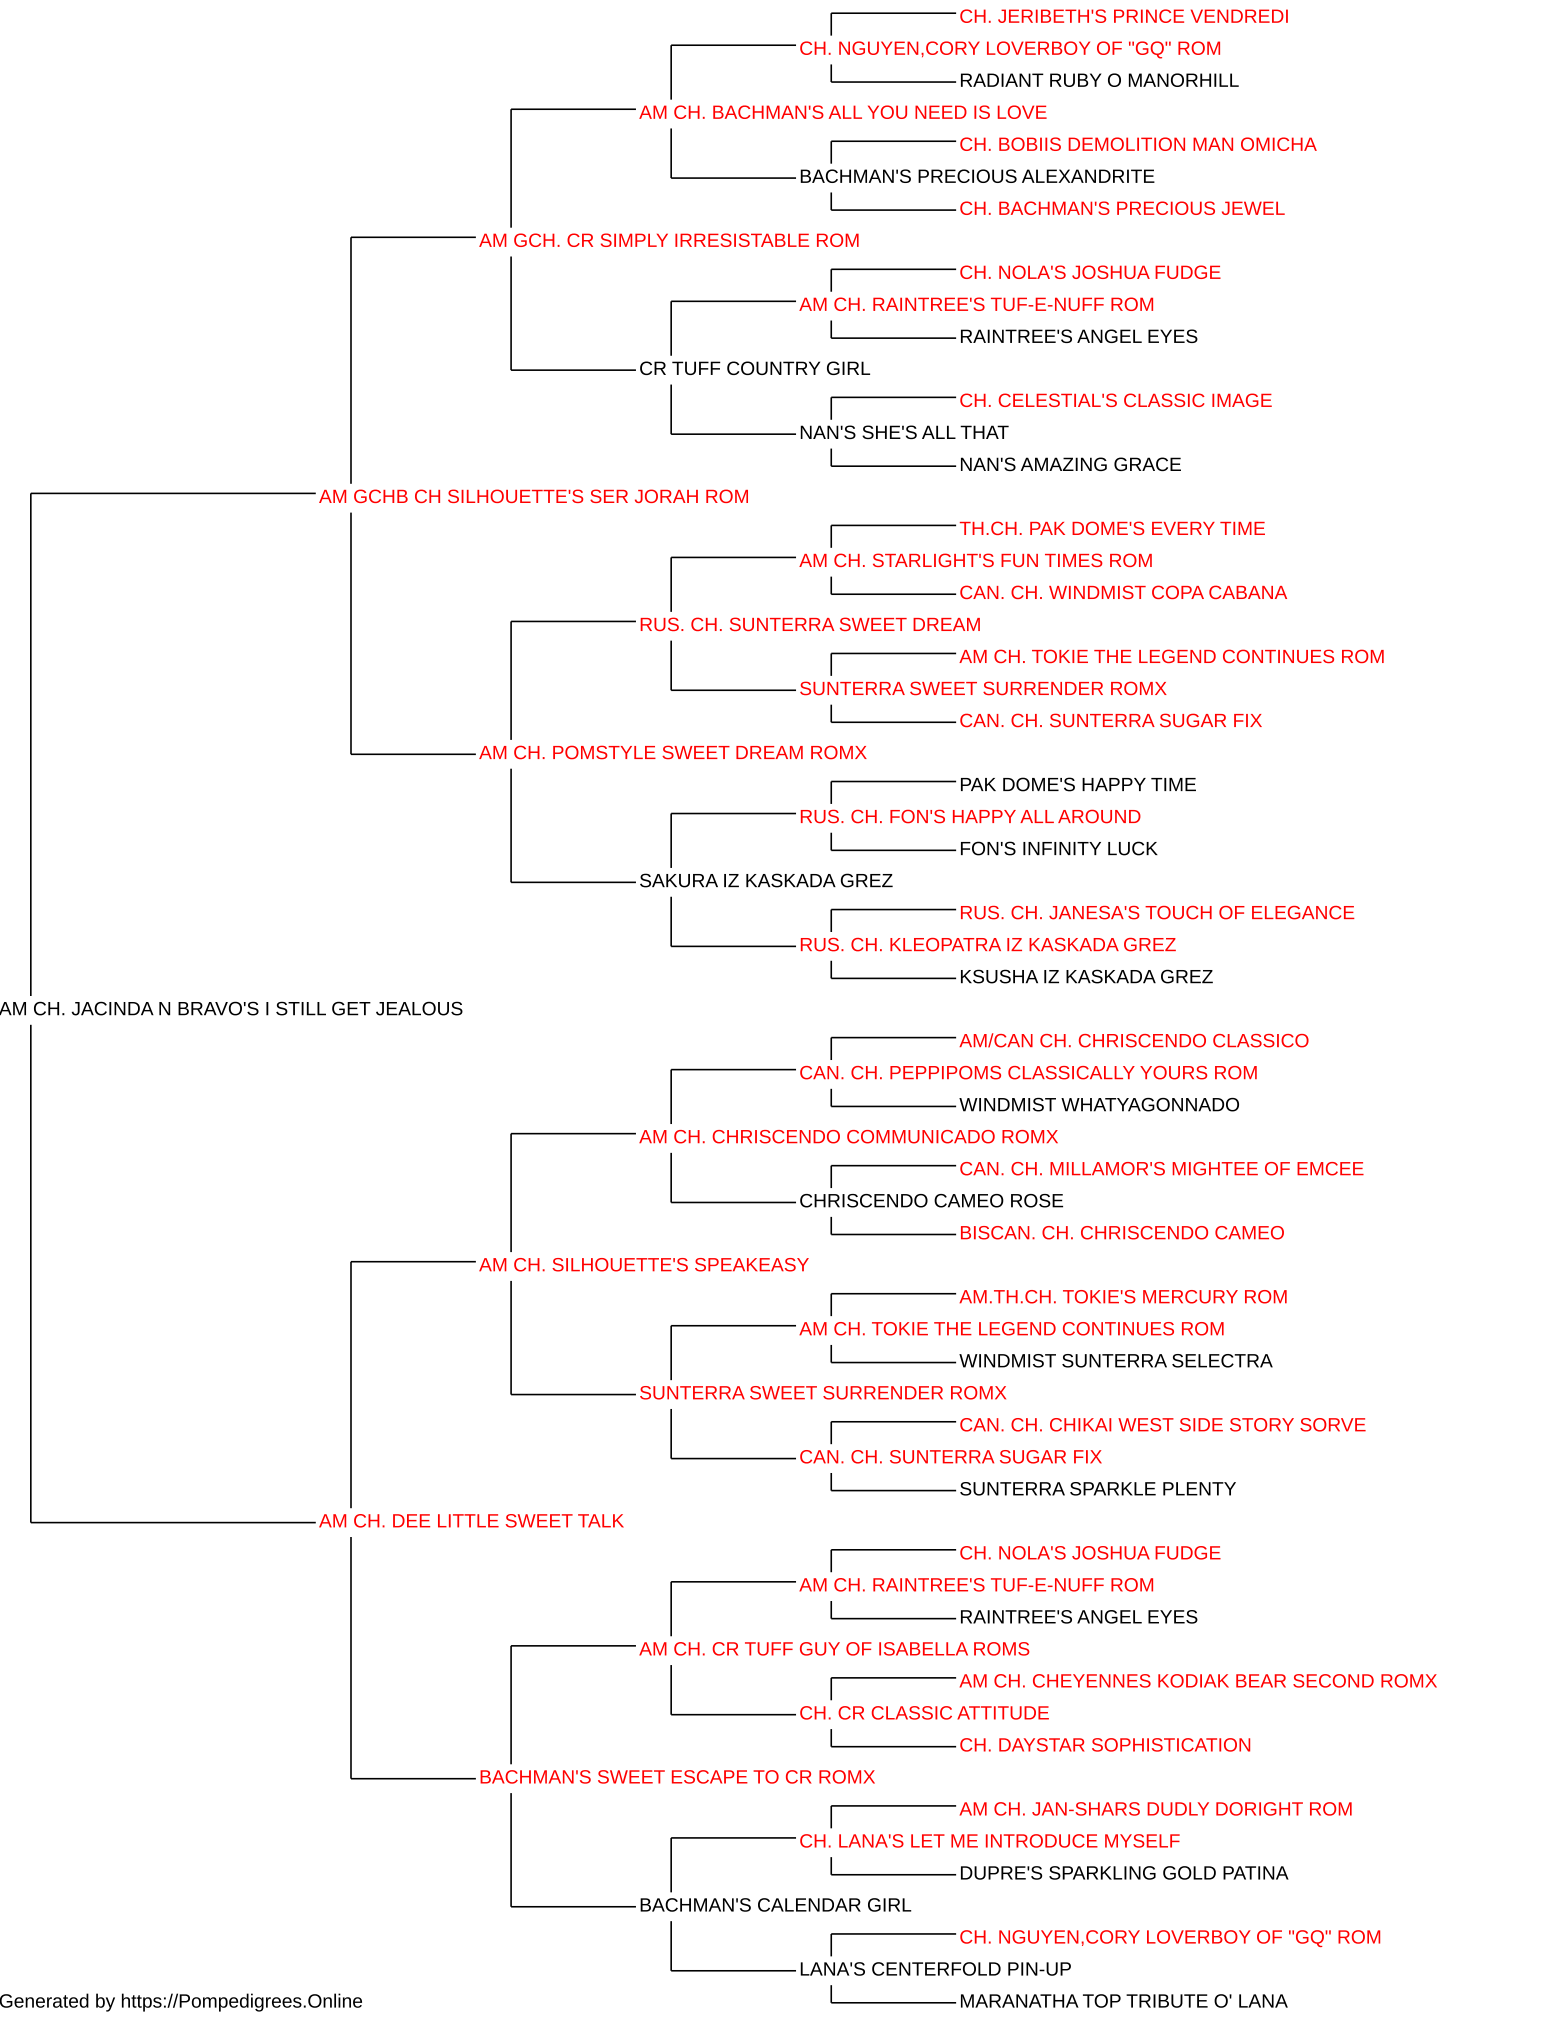 CH. JERIBETH'S PRINCE VENDREDI
CH. NGUYEN,CORY LOVERBOY OF "GQ" ROM
RADIANT RUBY O MANORHILL
AM CH. BACHMAN'S ALL YOU NEED IS LOVE
CH. BOBIIS DEMOLITION MAN OMICHA
BACHMAN'S PRECIOUS ALEXANDRITE
CH. BACHMAN'S PRECIOUS JEWEL
AM GCH. CR SIMPLY IRRESISTABLE ROM
CH. NOLA'S JOSHUA FUDGE
AM CH. RAINTREE'S TUF-E-NUFF ROM
RAINTREE'S ANGEL EYES
CR TUFF COUNTRY GIRL
CH. CELESTIAL'S CLASSIC IMAGE
NAN'S SHE'S ALL THAT
NAN'S AMAZING GRACE
AM GCHB CH SILHOUETTE'S SER JORAH ROM
TH.CH. PAK DOME'S EVERY TIME
AM CH. STARLIGHT'S FUN TIMES ROM
CAN. CH. WINDMIST COPA CABANA
RUS. CH. SUNTERRA SWEET DREAM
AM CH. TOKIE THE LEGEND CONTINUES ROM
SUNTERRA SWEET SURRENDER ROMX
CAN. CH. SUNTERRA SUGAR FIX
AM CH. POMSTYLE SWEET DREAM ROMX
PAK DOME'S HAPPY TIME
RUS. CH. FON'S HAPPY ALL AROUND
FON'S INFINITY LUCK
SAKURA IZ KASKADA GREZ
RUS. CH. JANESA'S TOUCH OF ELEGANCE
RUS. CH. KLEOPATRA IZ KASKADA GREZ
KSUSHA IZ KASKADA GREZ
AM CH. JACINDA N BRAVO'S I STILL GET JEALOUS
AM/CAN CH. CHRISCENDO CLASSICO
CAN. CH. PEPPIPOMS CLASSICALLY YOURS ROM
WINDMIST WHATYAGONNADO
AM CH. CHRISCENDO COMMUNICADO ROMX
CAN. CH. MILLAMOR'S MIGHTEE OF EMCEE
CHRISCENDO CAMEO ROSE
BISCAN. CH. CHRISCENDO CAMEO
AM CH. SILHOUETTE'S SPEAKEASY
AM.TH.CH. TOKIE'S MERCURY ROM
AM CH. TOKIE THE LEGEND CONTINUES ROM
WINDMIST SUNTERRA SELECTRA
SUNTERRA SWEET SURRENDER ROMX
CAN. CH. CHIKAI WEST SIDE STORY SORVE
CAN. CH. SUNTERRA SUGAR FIX
SUNTERRA SPARKLE PLENTY
AM CH. DEE LITTLE SWEET TALK
CH. NOLA'S JOSHUA FUDGE
AM CH. RAINTREE'S TUF-E-NUFF ROM
RAINTREE'S ANGEL EYES
AM CH. CR TUFF GUY OF ISABELLA ROMS
AM CH. CHEYENNES KODIAK BEAR SECOND ROMX
CH. CR CLASSIC ATTITUDE
CH. DAYSTAR SOPHISTICATION
BACHMAN'S SWEET ESCAPE TO CR ROMX
AM CH. JAN-SHARS DUDLY DORIGHT ROM
CH. LANA'S LET ME INTRODUCE MYSELF
DUPRE'S SPARKLING GOLD PATINA
BACHMAN'S CALENDAR GIRL
CH. NGUYEN,CORY LOVERBOY OF "GQ" ROM
LANA'S CENTERFOLD PIN-UP
MARANATHA TOP TRIBUTE O' LANA
Generated by https://Pompedigrees.Online